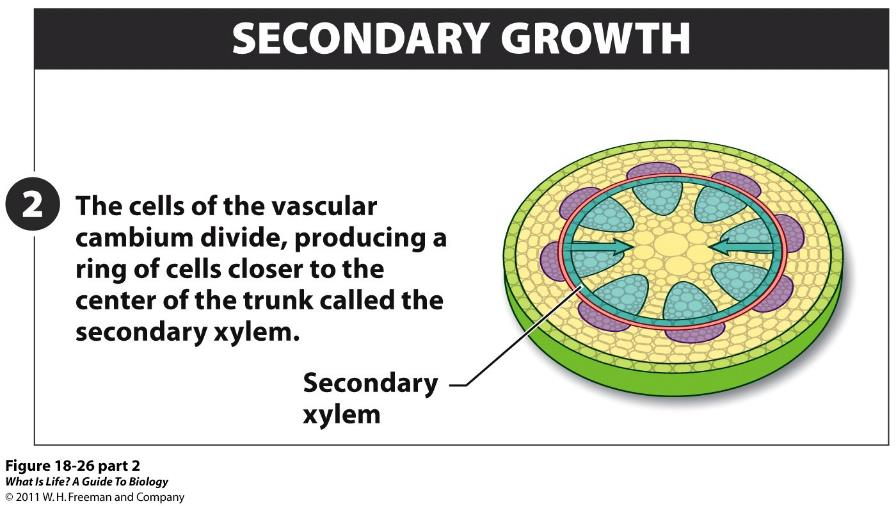 SECONDARY GROWTH
2
The cells of the vascular
cambium divide, producing a
ring of cells closer to the
center of the trunk called the
secondary xylem.
Secondary
xylem
Figure 18-26 part 2
What Is Life? A Guide To Biology
© 2011 W. H. Freeman and Company